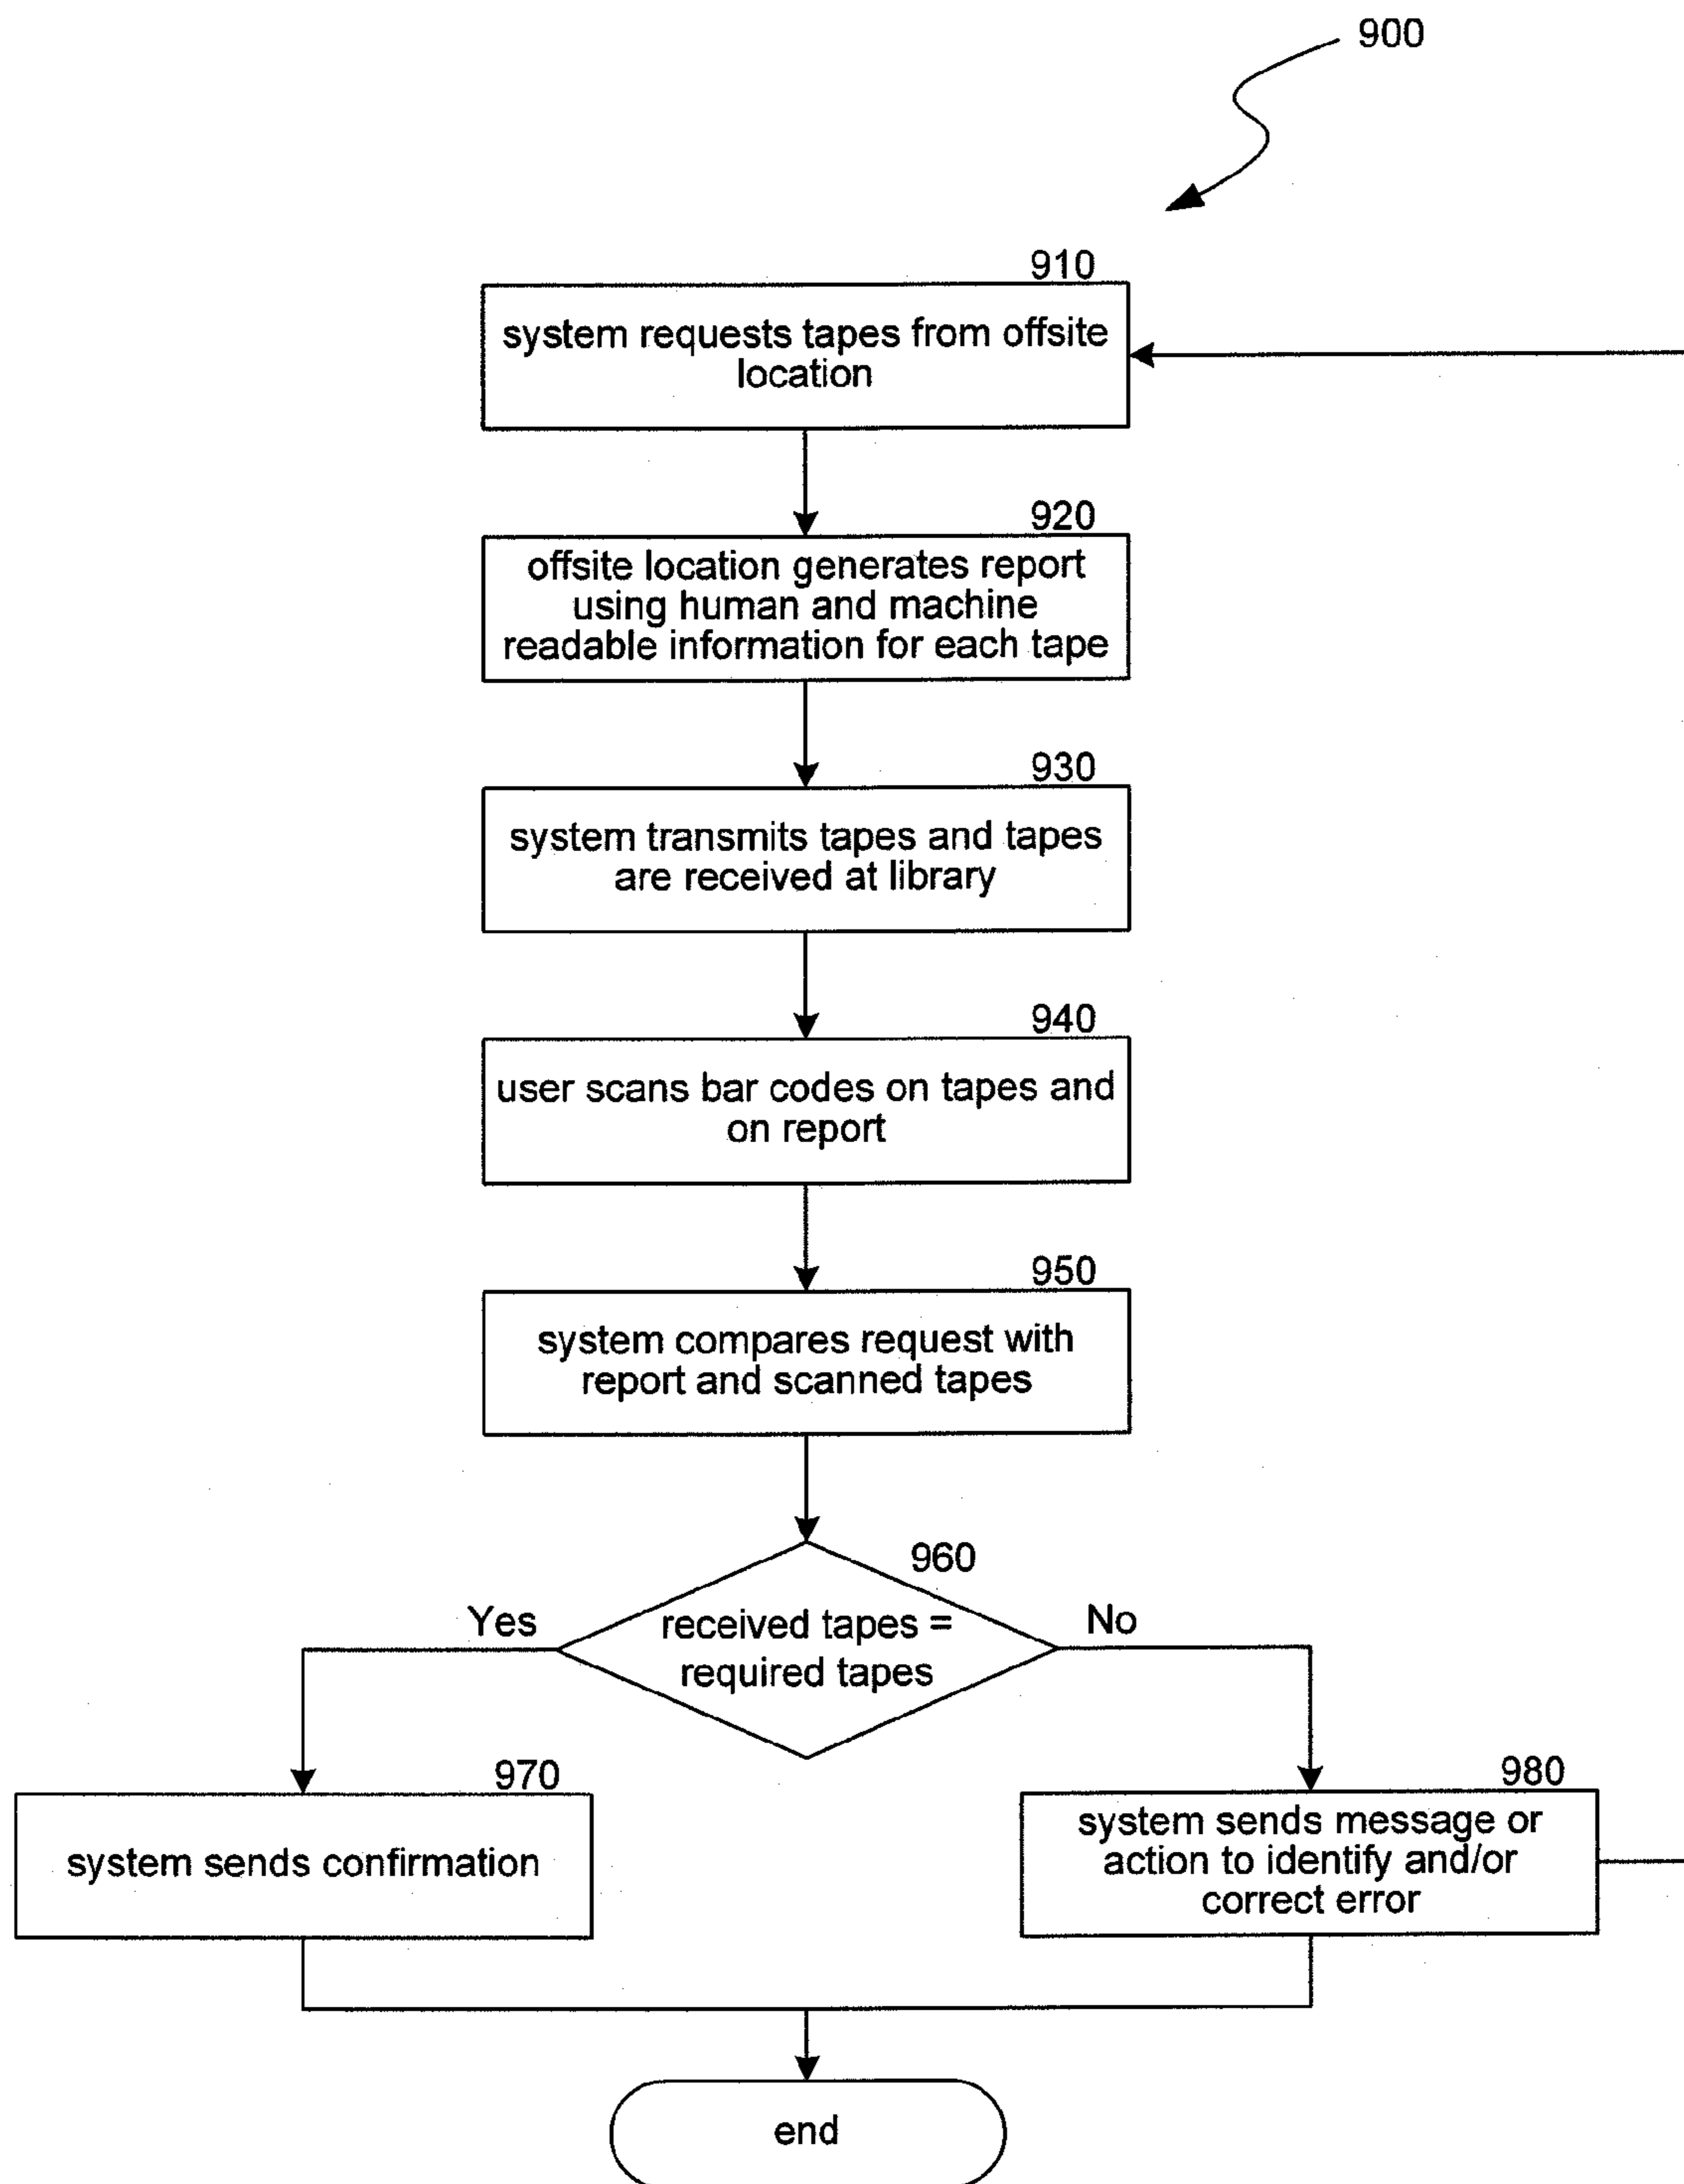 900
910
system requests tapes from offsite
location
920
offsite location generates report
using human and machine
readable information for each tape
930
system transmits tapes and tapes
are received at library
940
user scans bar codes on tapes and
on report
950
system compares request with
report and scanned tapes
960
received tapes =
required tapes
Yes
No
970
system sends confirmation
980
system sends message or
action to identify and/or
correct error
end